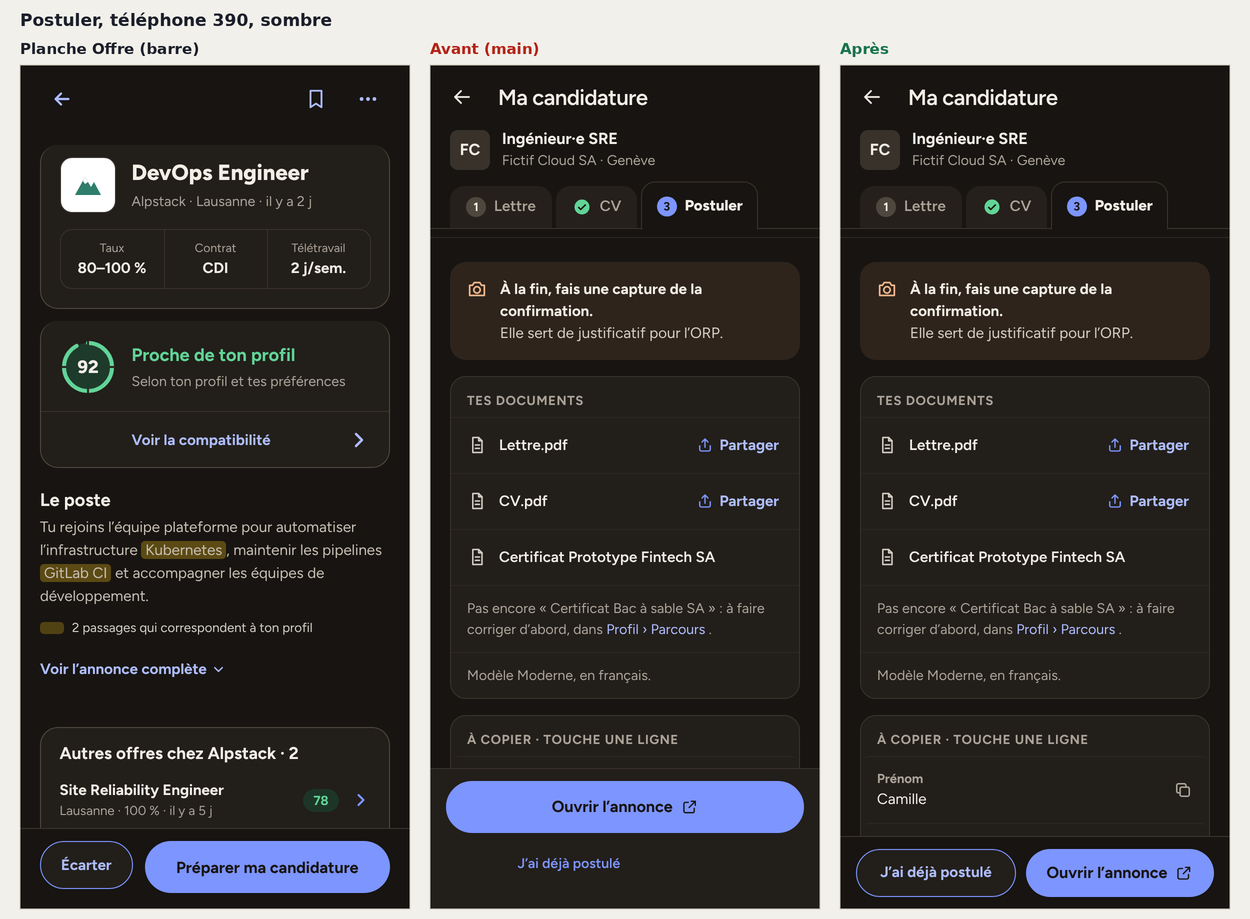 Postuler, téléphone 390, sombre
Planche Offre (barre)
DevOps Engineer
Alpstack · Lausanne · il y a 2 j
Taux
80–100 %
Contrat
CDI
Télétravail
2 j/sem.
92
Proche de ton profil
Selon ton profil et tes préférences
Voir la compatibilité
Le poste
Tu rejoins l’équipe plateforme pour automatiser
l’infrastructure Kubernetes, maintenir les pipelines
GitLab CI et accompagner les équipes de
développement.
2 passages qui correspondent à ton profil
Voir l’annonce complète
Autres offres chez Alpstack · 2
Site Reliability Engineer
Lausanne · 100 % · il y a 5 j
78
Écarter
Préparer ma candidature
Avant (main)
Ma candidature
FC
Ingénieur·e SRE
Fictif Cloud SA · Genève
1 Lettre
CV
3 Postuler
À la fin, fais une capture de la
confirmation.
Elle sert de justificatif pour l’ORP.
TES DOCUMENTS
Lettre.pdf
Partager
CV.pdf
Partager
Certificat Prototype Fintech SA
Pas encore « Certificat Bac à sable SA » : à faire
corriger d’abord, dans Profil › Parcours .
Modèle Moderne, en français.
À COPIER · TOUCHE UNE LIGNE
Ouvrir l’annonce
J’ai déjà postulé
Après
Ma candidature
FC
Ingénieur·e SRE
Fictif Cloud SA · Genève
1 Lettre
CV
3 Postuler
À la fin, fais une capture de la
confirmation.
Elle sert de justificatif pour l’ORP.
TES DOCUMENTS
Lettre.pdf
Partager
CV.pdf
Partager
Certificat Prototype Fintech SA
Pas encore « Certificat Bac à sable SA » : à faire
corriger d’abord, dans Profil › Parcours .
Modèle Moderne, en français.
À COPIER · TOUCHE UNE LIGNE
Prénom
Camille
J’ai déjà postulé
Ouvrir l’annonce